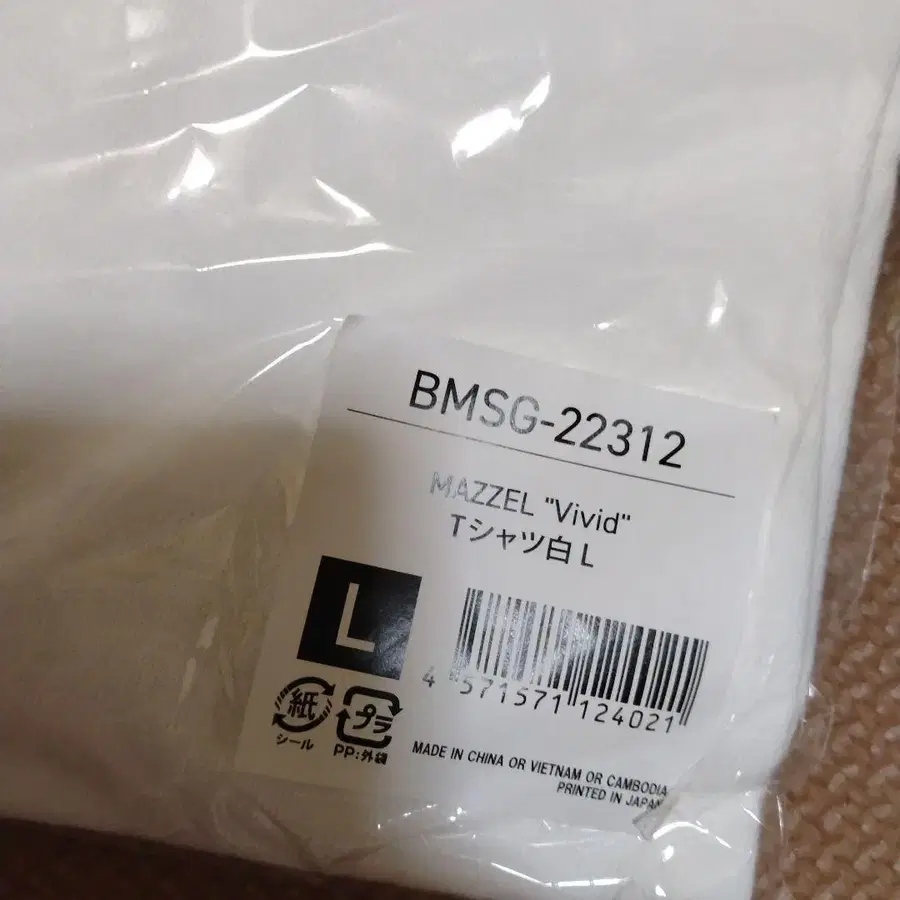 BMSG-22312
MAZZEL "Vivid"
Tシャツ白 L
L
4 571571 124021
紙
シール
プラ
PP:外袋
MADE IN CHINA OR VIETNAM OR CAMBODIA
PRINTED IN JAPAN